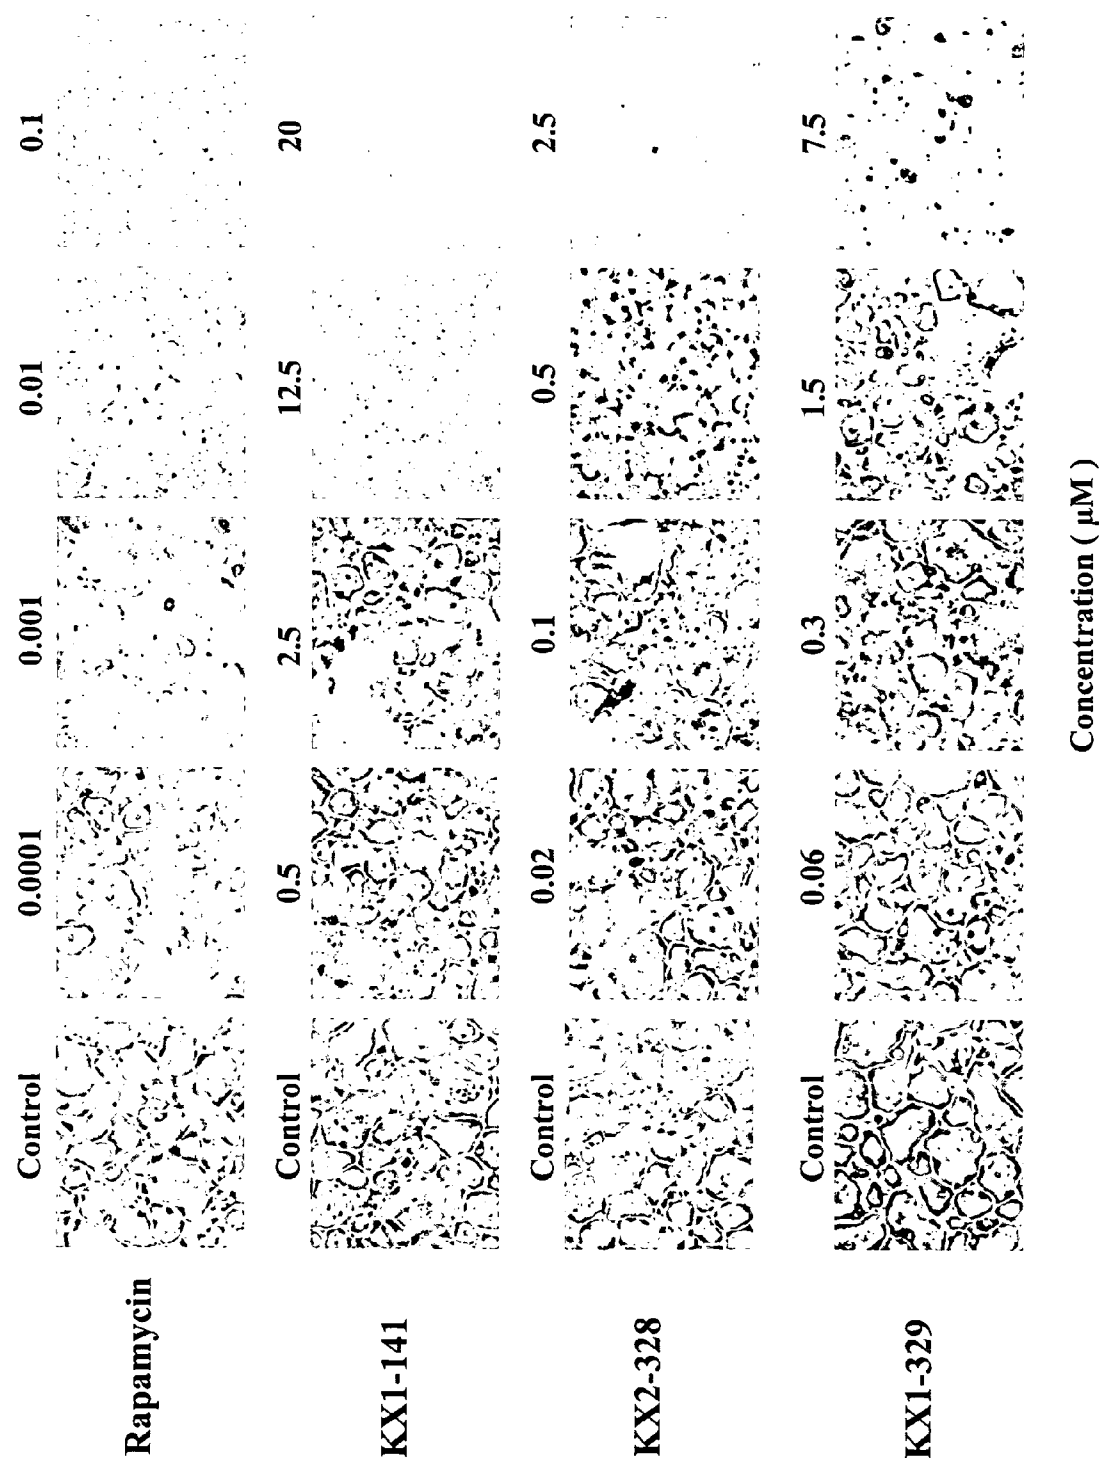 Control 0.0001 0.001 0.01 0.1
Rapamycin
Control 0.5 2.5 12.5 20
KX1-141
Control 0.02 0.1 0.5 2.5
KX2-328
Control 0.06 0.3 1.5 7.5
KX1-329
Concentration ( μM )